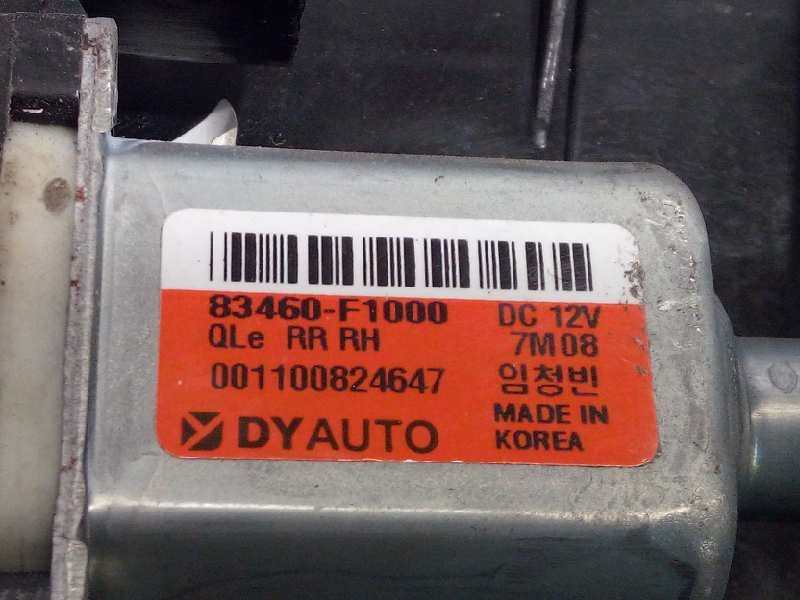 83460-F1000 DC 12V
QLe RR RH 7M08
001100824647 임청빈
DYAUTO MADE IN
KOREA